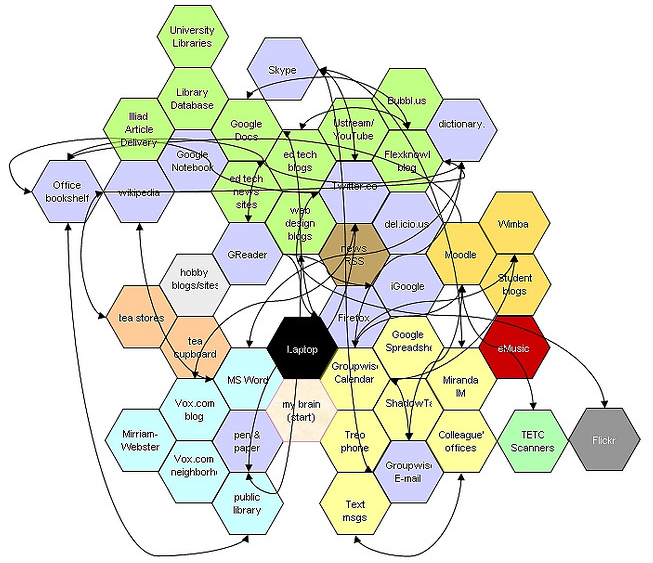 University
Libraries
Skype
Library
Database
Bubbl.us
Illiad
Article
Delivery
Google
Docs
Ustream/
YouTube
dictionary.
Google
Notebook
ed tech
blogs
Flexknowl
blog
Office
bookshelf
wikipedia
ed tech
news
sites
Twitter.co
web
design
blogs
del.icio.us
Wimba
GReader
news
RSS
Moodle
hobby
blogs/sites
iGoogle
Student
blogs
tea stores
Firefox
tea
cupboard
Laptop
Google
Spreadshe
eMusic
MS Word
Groupwise
Calendar
Miranda
IM
Vox.com
blog
my brain
(start)
ShadowTa
Mirriam-
Webster
pen &
paper
Treo
phone
Colleague'
offices
TETC
Scanners
Flickr
Vox.com
neighborh
Groupwise
E-mail
public
library
Text
msgs